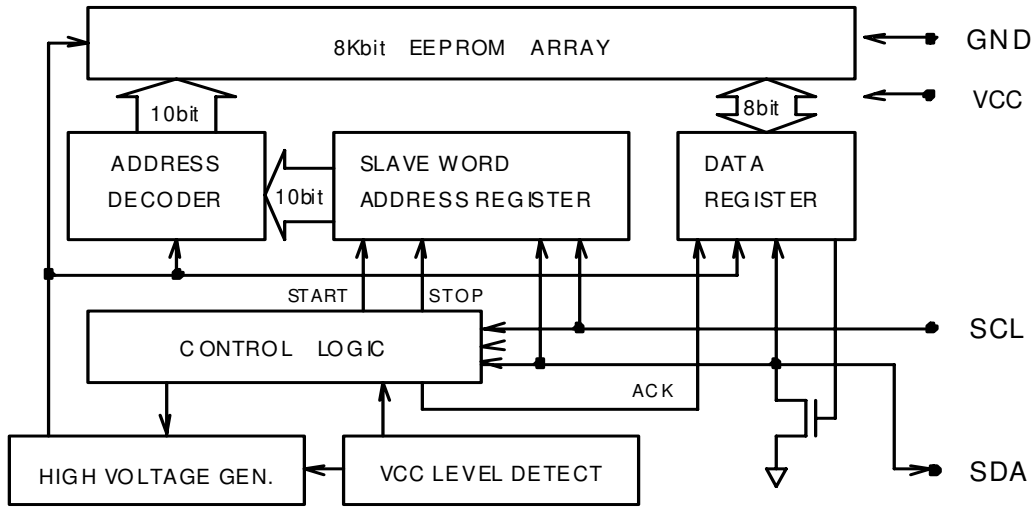 8Kbit EEPROM ARRAY
GND
VCC
10bit
8bit
ADDRESS
DECODER
10bit
SLAVE WORD
ADDRESS REGISTER
DATA
REGISTER
START
STOP
CONTROL LOGIC
SCL
ACK
HIGH VOLTAGE GEN.
VCC LEVEL DETECT
SDA